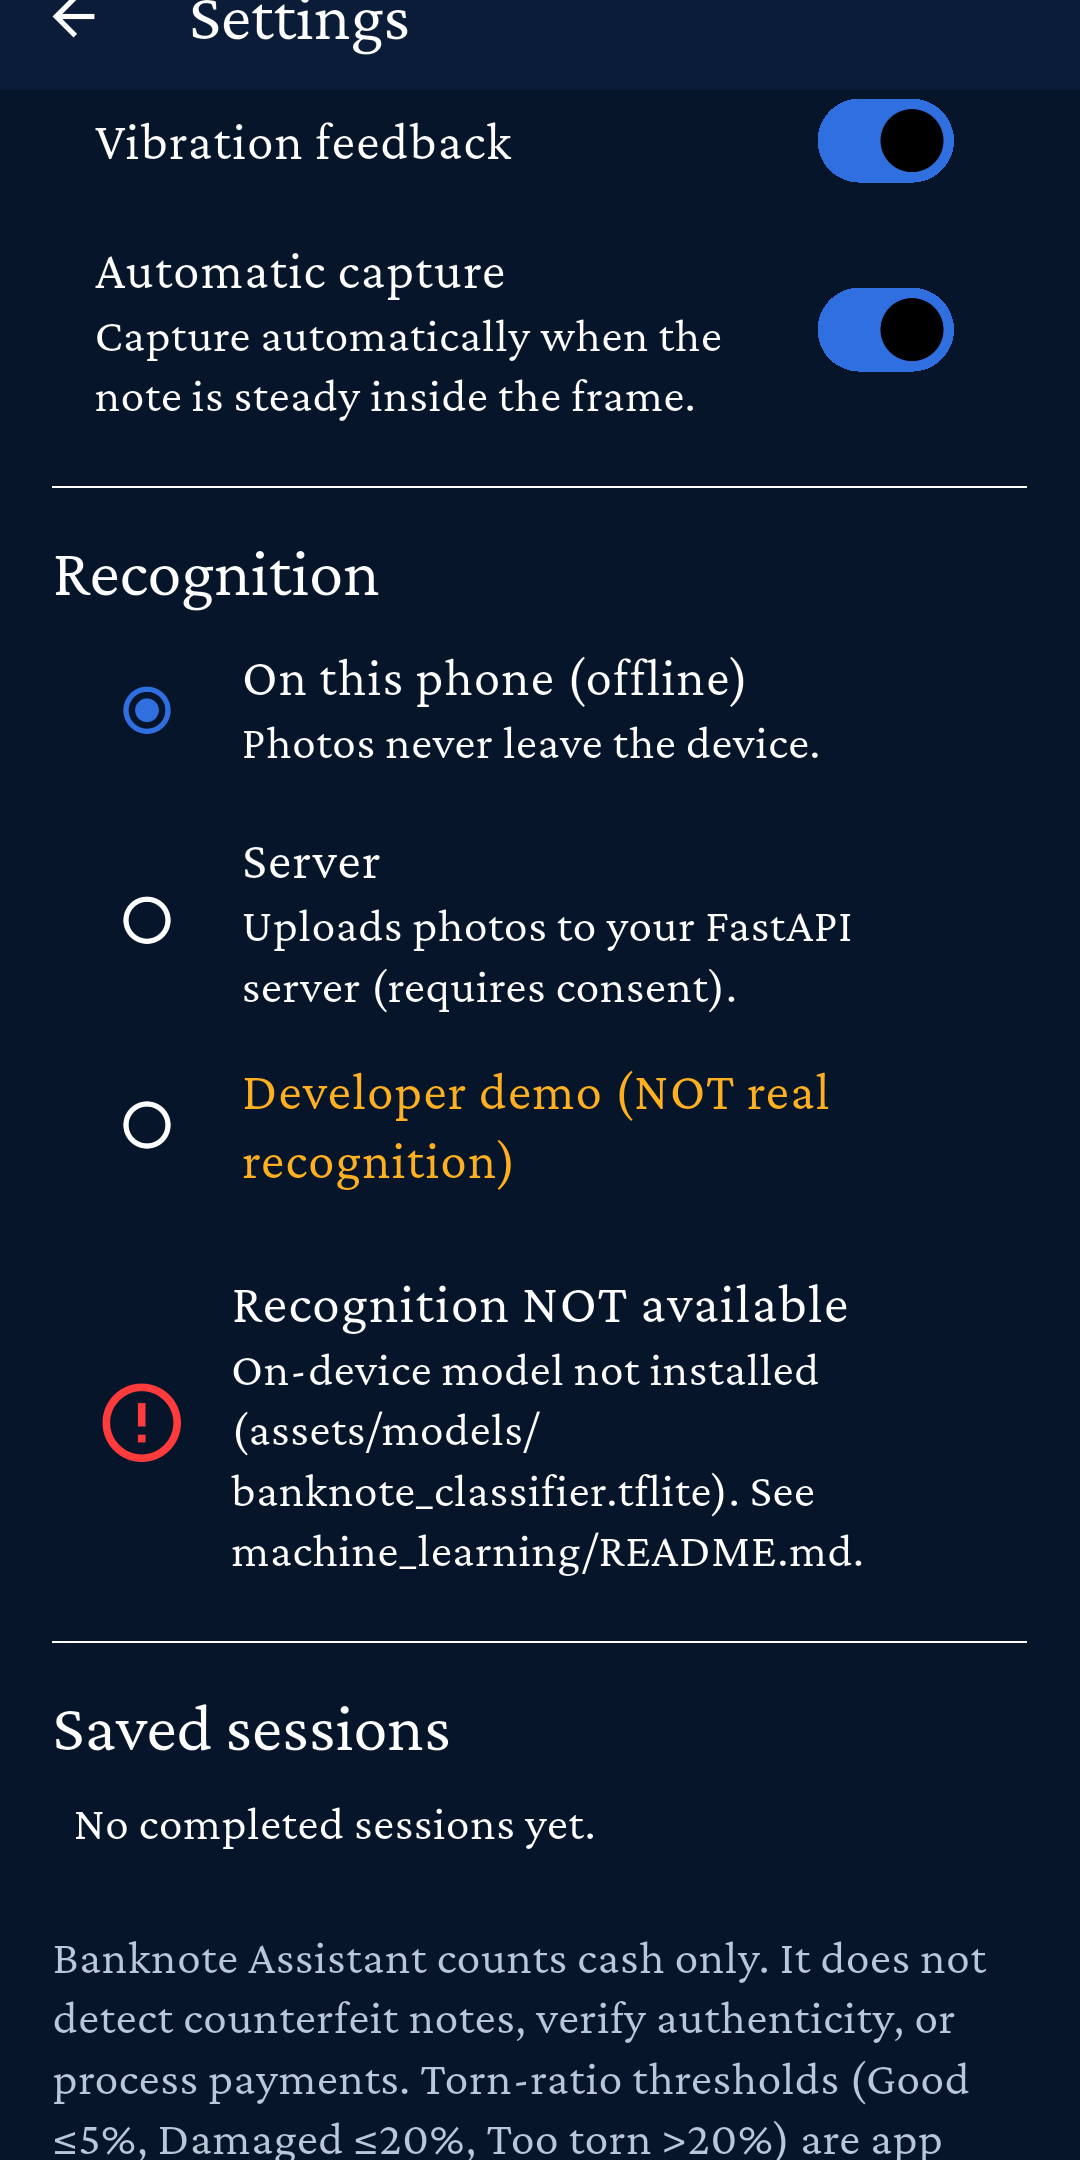 Settings
Vibration feedback
Automatic capture
Capture automatically when the
note is steady inside the frame.
Recognition
On this phone (offline)
Photos never leave the device.
Server
Uploads photos to your FastAPI
server (requires consent).
Developer demo (NOT real
recognition)
Recognition NOT available
On-device model not installed
(assets/models/
banknote_classifier.tflite). See
machine_learning/README.md.
Saved sessions
No completed sessions yet.
Banknote Assistant counts cash only. It does not
detect counterfeit notes, verify authenticity, or
process payments. Torn-ratio thresholds (Good
≤5%, Damaged ≤20%, Too torn >20%) are app